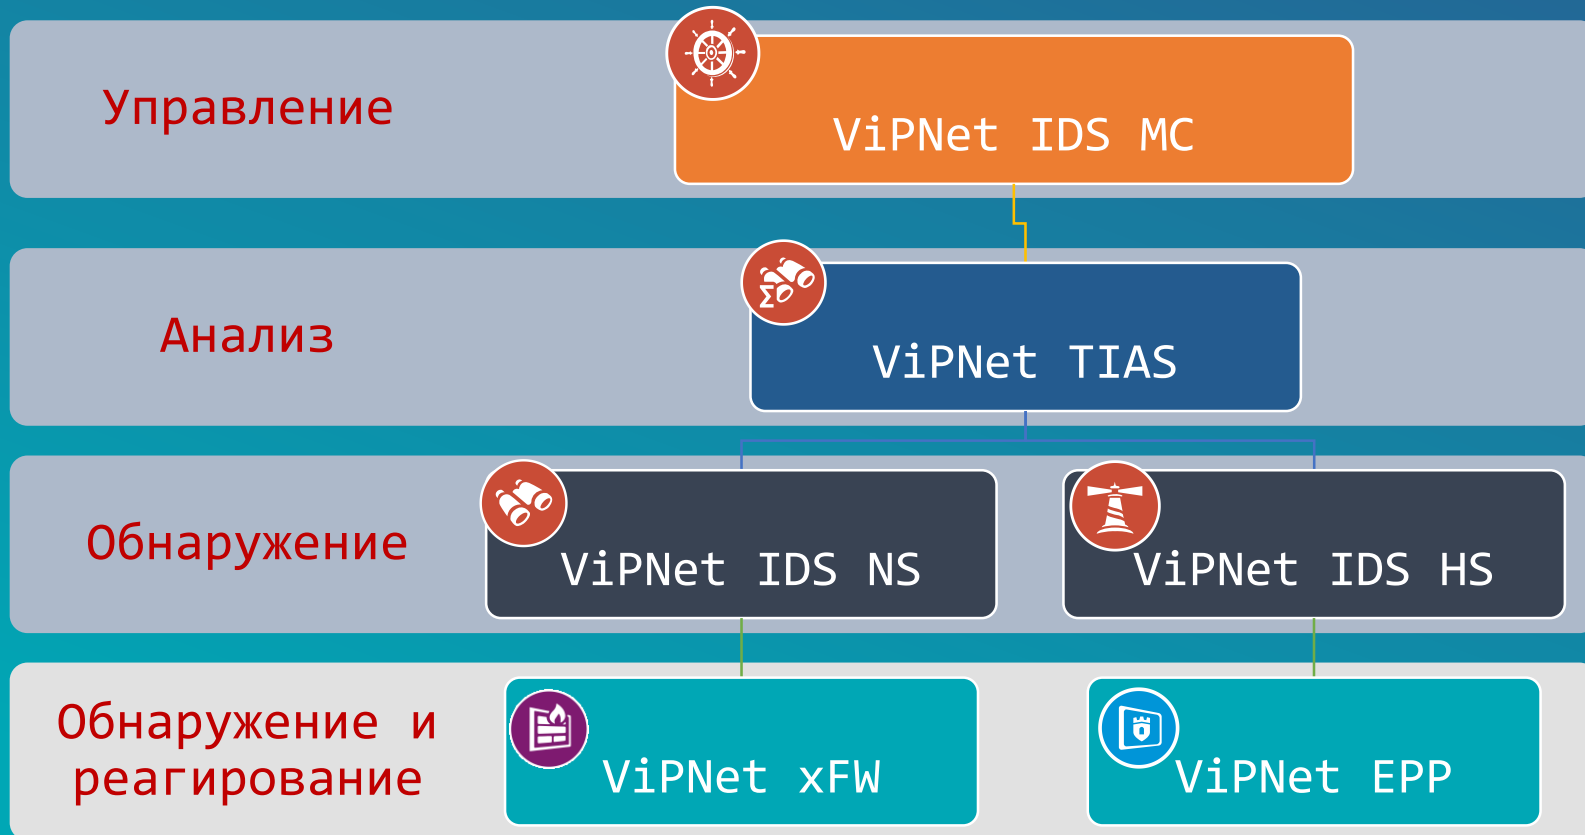 Управление
ViPNet IDS MC
Анализ
ViPNet TIAS
Σ
Обнаружение
ViPNet IDS NS
ViPNet IDS HS
Обнаружение и
реагирование
ViPNet xFW
ViPNet EPP